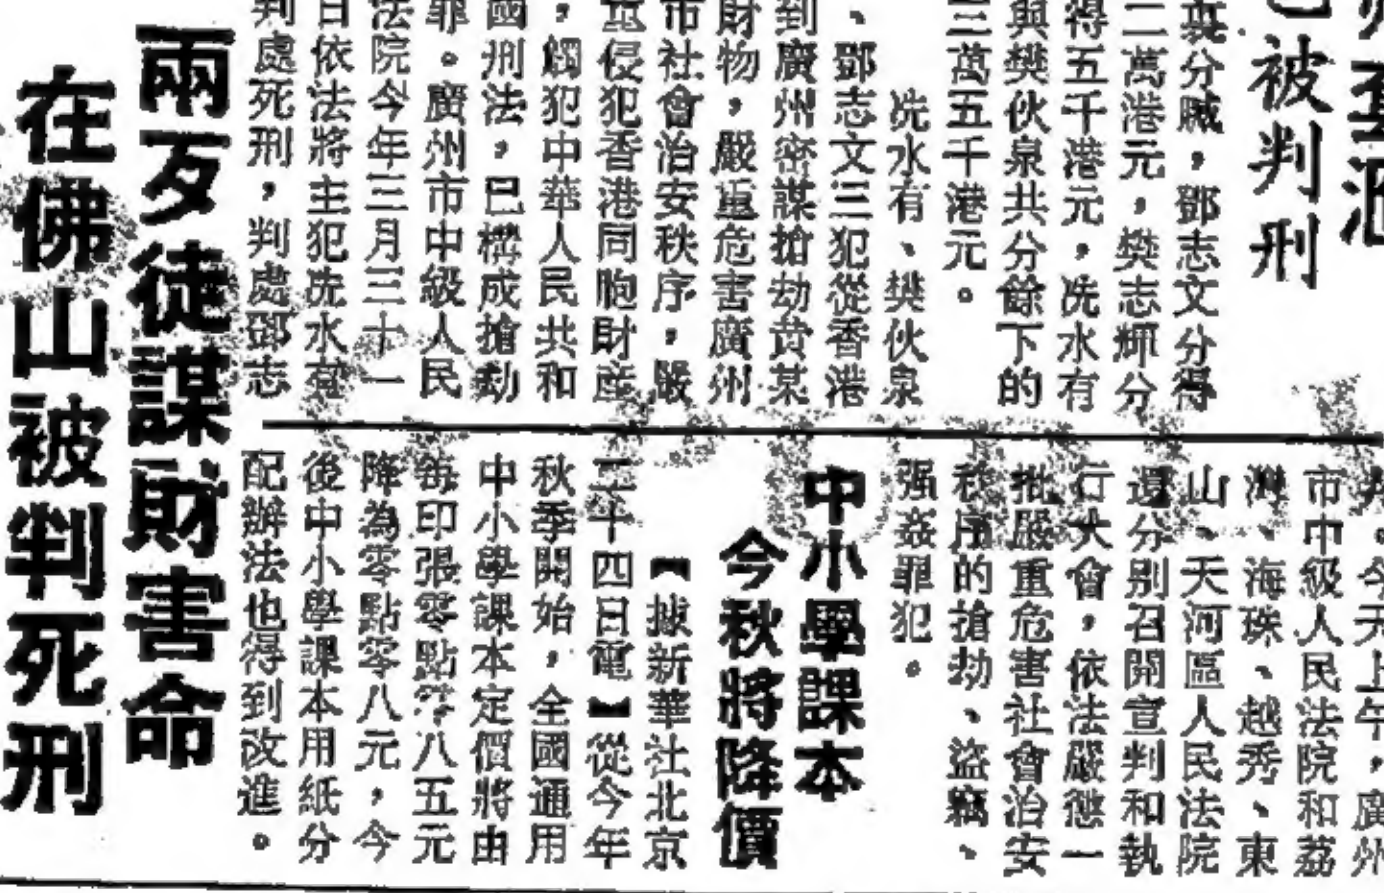 已被判刑
贓分贓，鄧志文分得
二萬港元，樊志輝分
得五千港元，冼水有
與樊伙泉共分餘下的
三萬五千港元。
冼水有、樊伙泉
、鄧志文三犯從香港
到廣州密謀搶劫黄某
財物，嚴重危害廣州
市社會治安秩序，嚴
重侵犯香港同胞財産
，觸犯中華人民共和
國刑法，已構成搶劫
罪。廣州市中級人民
法院今年三月三十一
日依法將主犯冼水有
判處死刑，判處鄧志
今天上午，廣州
市中級人民法院和荔
灣、海珠、越秀、東
山、天河區人民法院
還分别召開宣判和執
行大會，依法嚴懲一
批嚴重危害社會治安
秩序的搶劫、盜竊、
强姦罪犯。
中小學課本
今秋將降價
【據新華社北京
二十四日電】從今年
秋季開始，全國通用
中小學課本定價將由
每印張零點零八五元
降為零點零八元，今
後中小學課本用紙分
配辦法也得到改進。
兩歹徒謀財害命
在佛山被判死刑